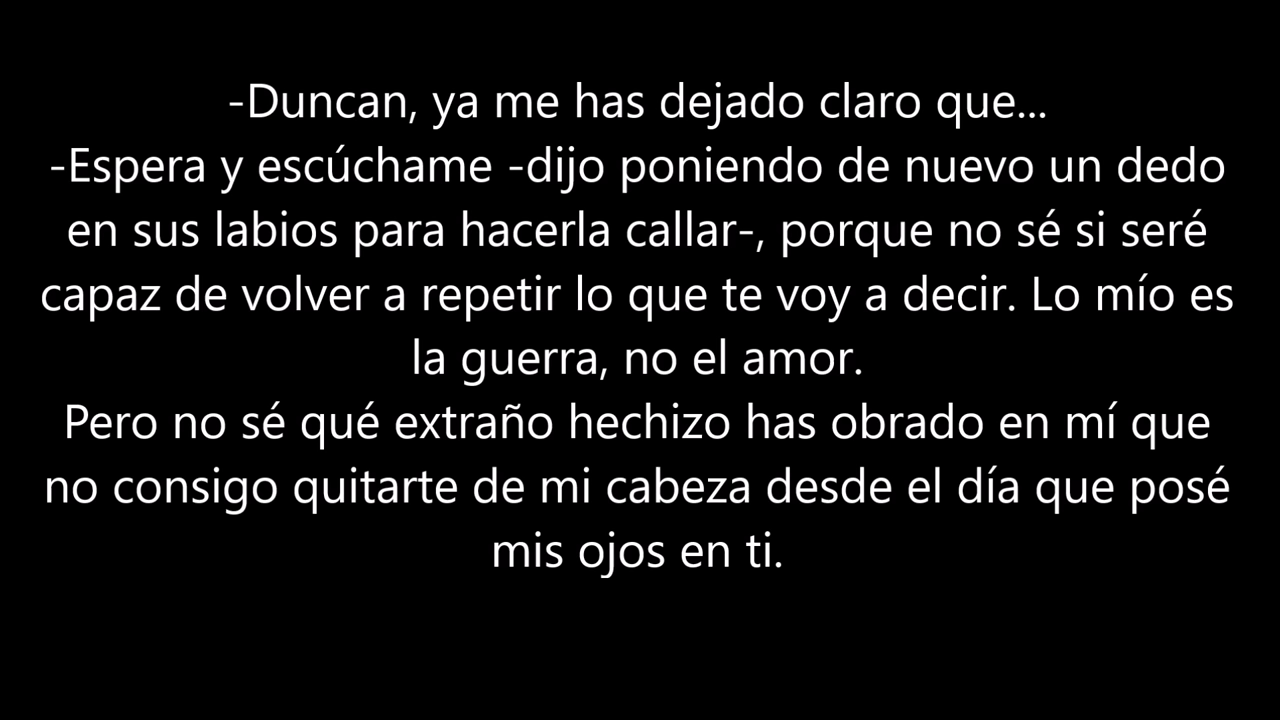 -Duncan, ya me has dejado claro que...
-Espera y escúchame -dijo poniendo de nuevo un dedo
en sus labios para hacerla callar-, porque no sé si seré
capaz de volver a repetir lo que te voy a decir. Lo mío es
la guerra, no el amor.
Pero no sé qué extraño hechizo has obrado en mí que
no consigo quitarte de mi cabeza desde el día que posé
mis ojos en ti.